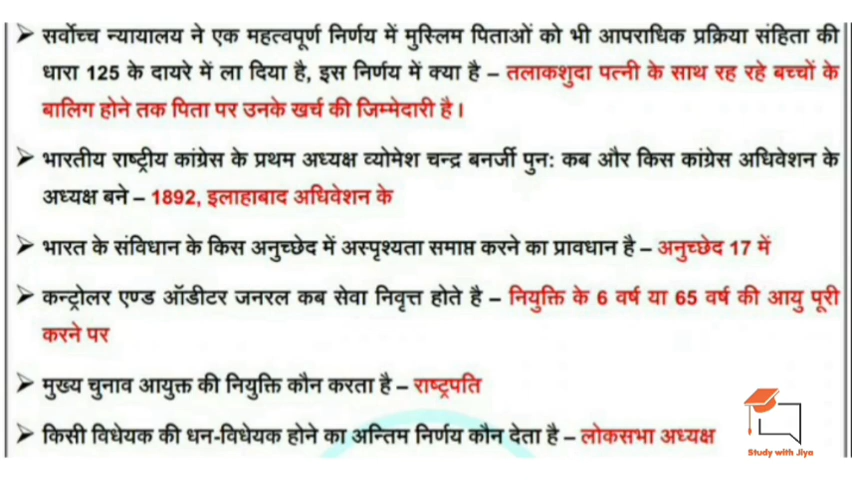 ➢ सर्वोच्च न्यायालय ने एक महत्वपूर्ण निर्णय में मुस्लिम पिताओं को भी आपराधिक प्रक्रिया संहिता की
धारा 125 के दायरे में ला दिया है, इस निर्णय में क्या है – तलाकशुदा पत्नी के साथ रह रहे बच्चों के
बालिग होने तक पिता पर उनके खर्च की जिम्मेदारी है।
➢ भारतीय राष्ट्रीय कांग्रेस के प्रथम अध्यक्ष व्योमेश चन्द्र बनर्जी पुन: कब और किस कांग्रेस अधिवेशन के
अध्यक्ष बने – 1892, इलाहाबाद अधिवेशन के
➢ भारत के संविधान के किस अनुच्छेद में अस्पृश्यता समाप्त करने का प्रावधान है – अनुच्छेद 17 में
➢ कन्ट्रोलर एण्ड ऑडीटर जनरल कब सेवा निवृत्त होते है – नियुक्ति के 6 वर्ष या 65 वर्ष की आयु पूरी
करने पर
➢ मुख्य चुनाव आयुक्त की नियुक्ति कौन करता है – राष्ट्रपति
➢ किसी विधेयक की धन-विधेयक होने का अन्तिम निर्णय कौन देता है – लोकसभा अध्यक्ष
Study with Jiya